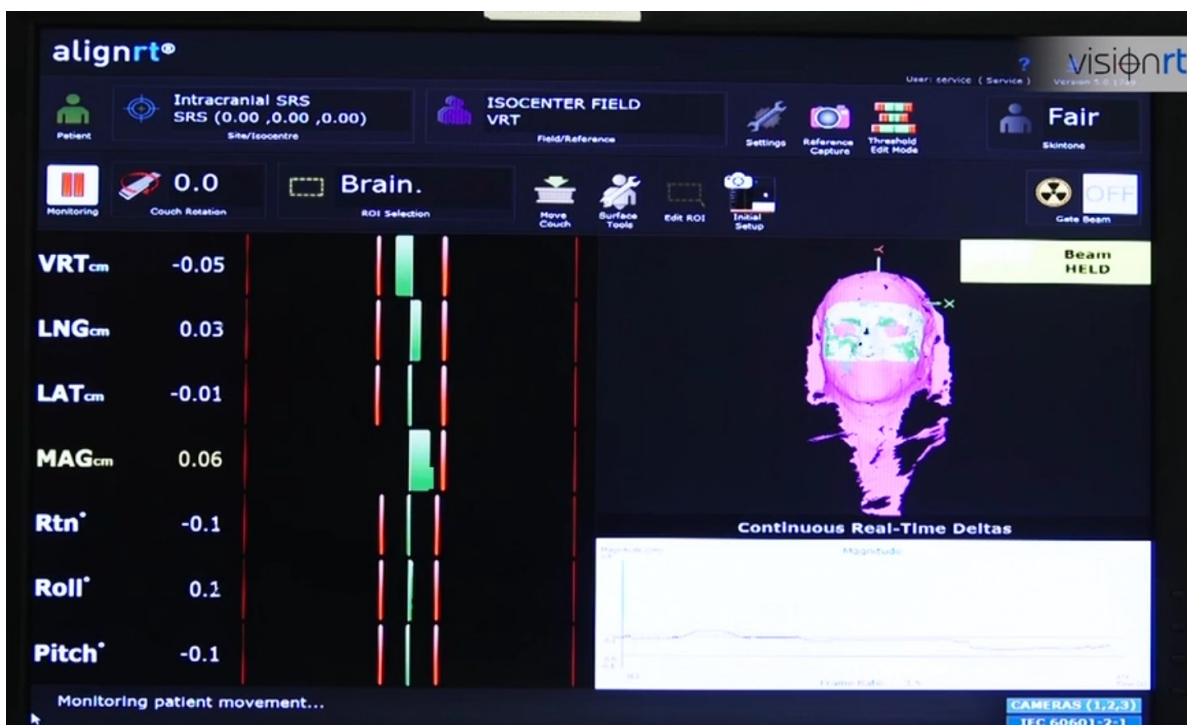 alignrt®
visiønrt
?
User: service ( Service )
Patient
Intracranial SRS
SRS (0.00 ,0.00 ,0.00)
Site/Isocentre
ISOCENTER FIELD
VRT
Field/Reference
Settings
Reference
Capture
Threshold
Edit Mode
Fair
Skintone
Monitoring
0.0
Couch Rotation
Brain.
ROI Selection
Move
Couch
Surface
Tools
Edit ROI
Initial
Setup
OFF
Gate Beam
VRTcm -0.05
LNGcm 0.03
LATcm -0.01
MAGcm 0.06
Rtn° -0.1
Roll° 0.1
Pitch° -0.1
Y
X
Beam
HELD
Continuous Real-Time Deltas
Magnitude
Monitoring patient movement...
CAMERAS (1,2,3)
IEC 60601-2-1